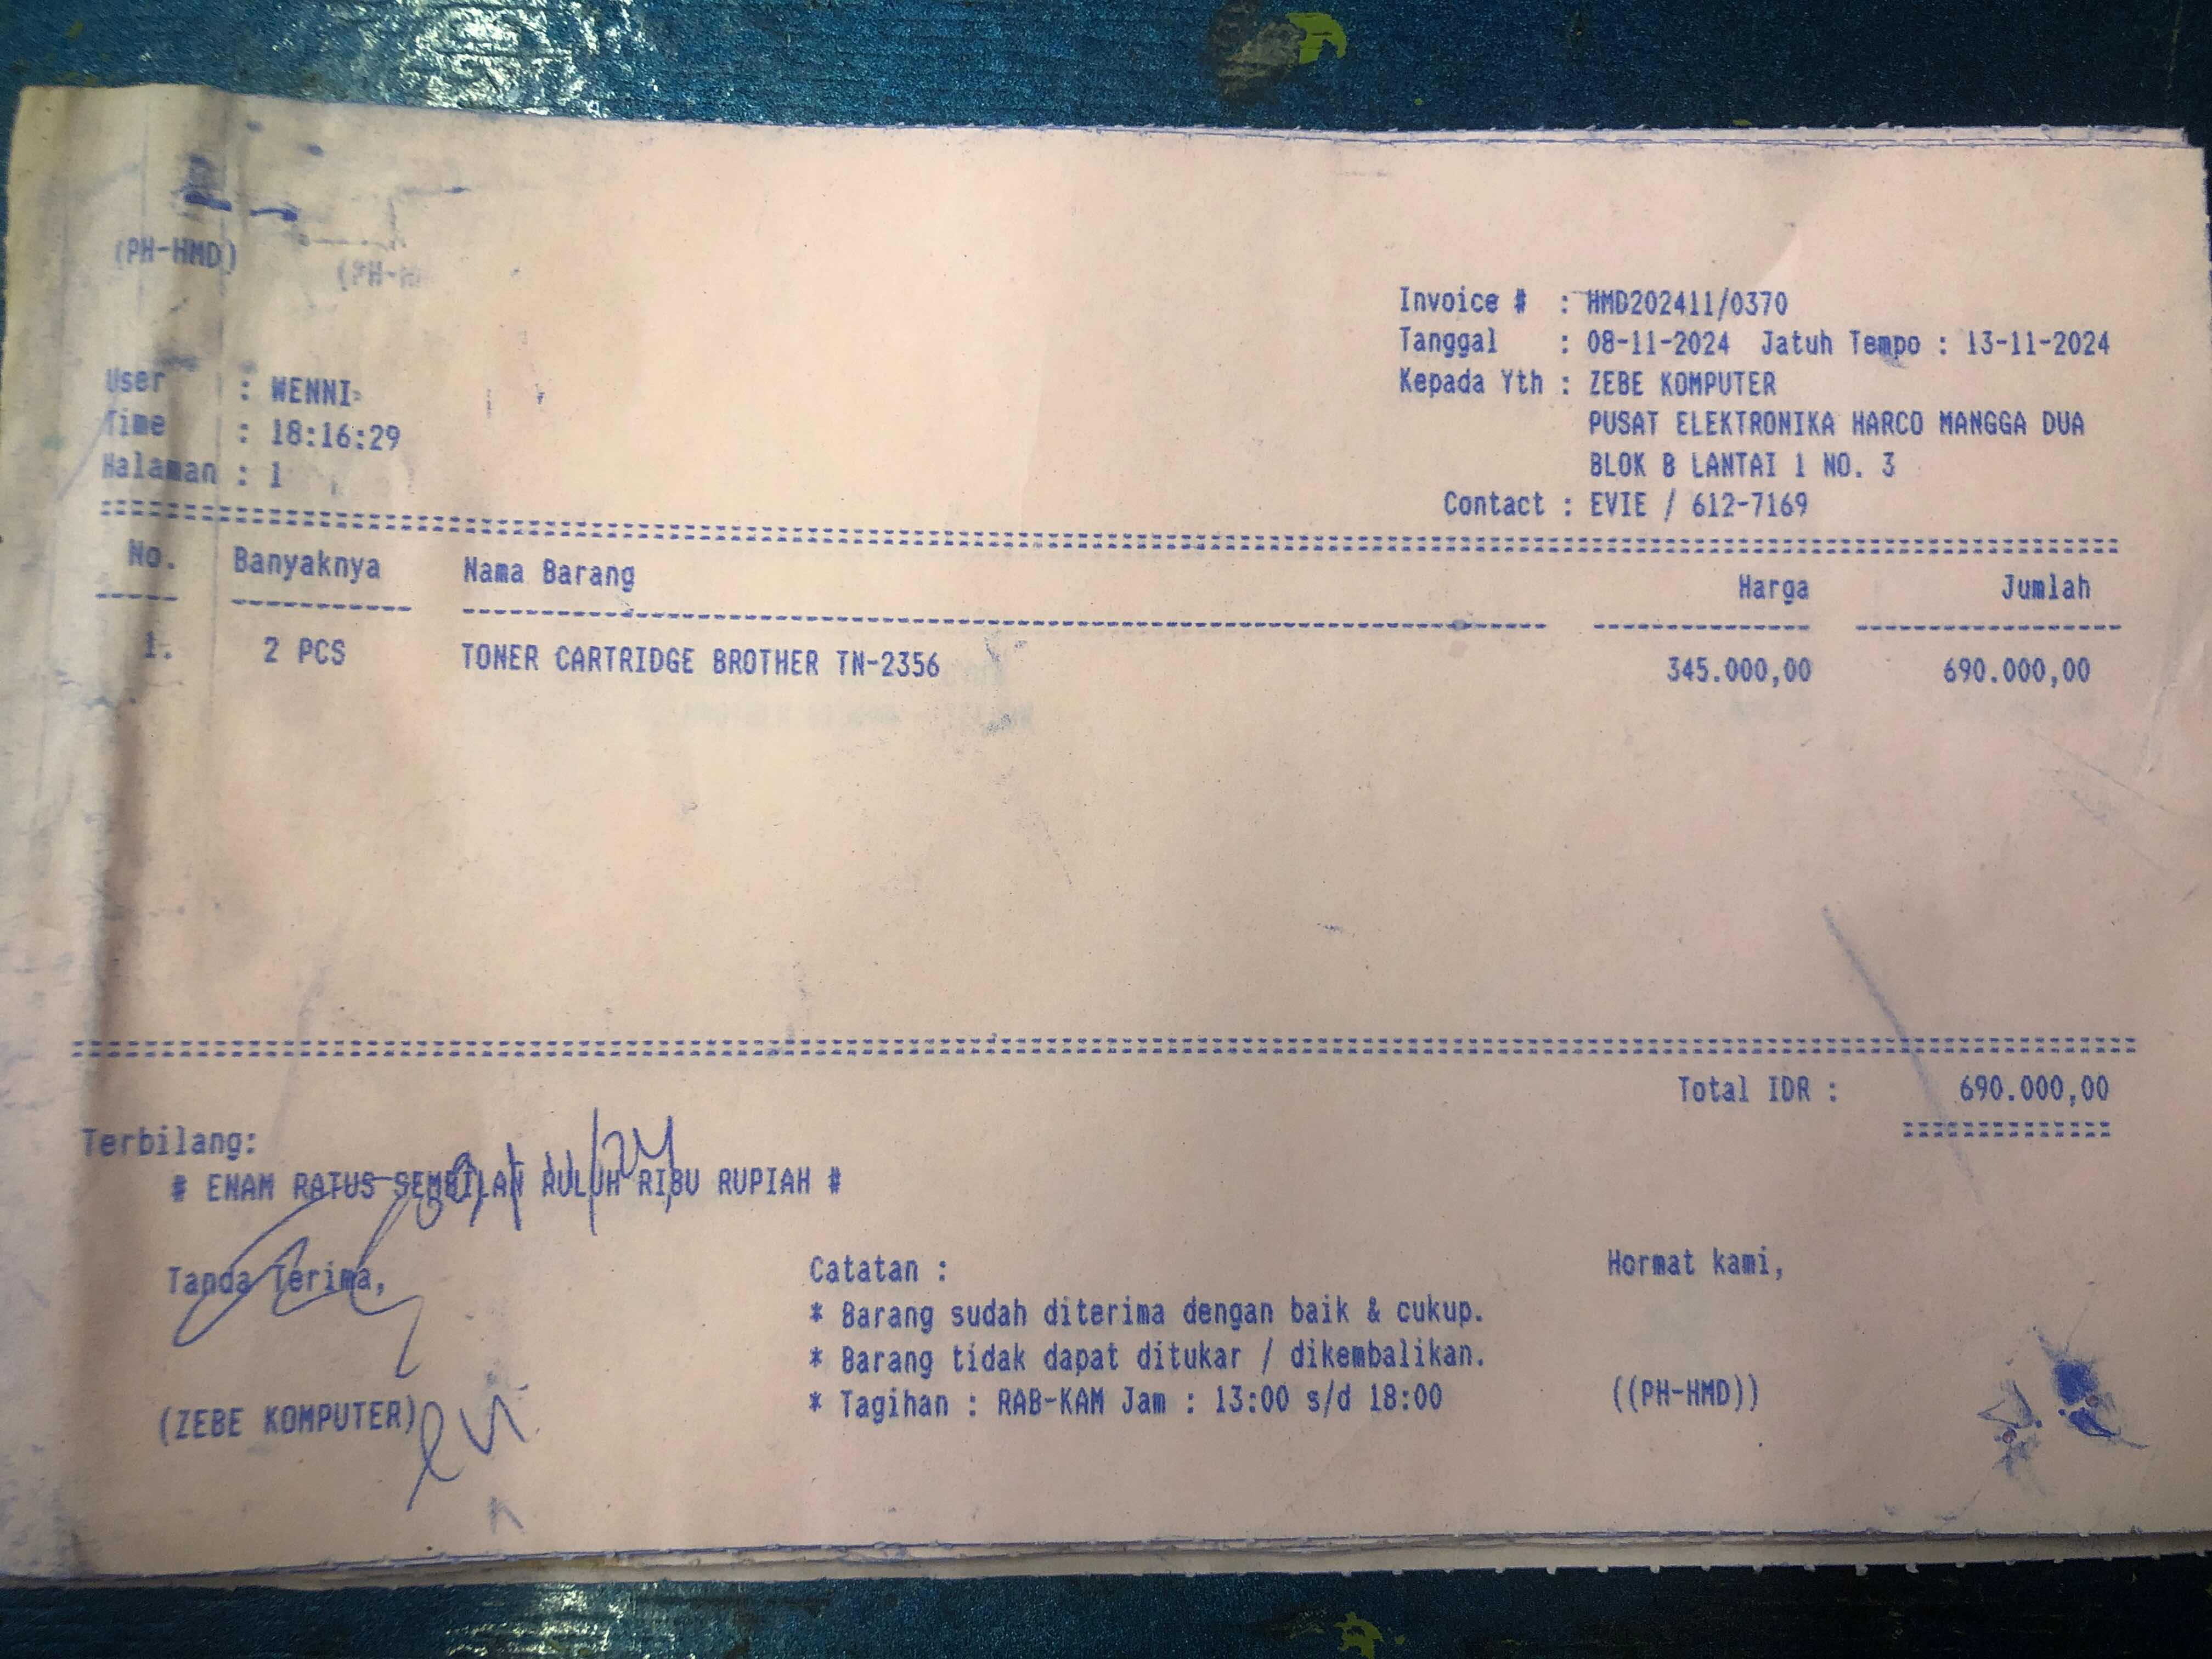 (PH-HMD)
Invoice # : HMD202411/0370
Tanggal : 08-11-2024 Jatuh Tempo : 13-11-2024
Kepada Yth : ZEBE KOMPUTER
PUSAT ELEKTRONIKA HARCO MANGGA DUA
BLOK B LANTAI 1 NO. 3
Contact : EVIE / 612-7169
User : WENNI
Time : 18:16:29
Halaman : 1
No. Banyaknya Nama Barang Harga Jumlah
1. 2 PCS TONER CARTRIDGE BROTHER TN-2356 345.000,00 690.000,00
Total IDR : 690.000,00
Terbilang:
# ENAM RATUS SEMBILAN PULUH RIBU RUPIAH #
Tanda Terima,
(ZEBE KOMPUTER)
Catatan :
* Barang sudah diterima dengan baik & cukup.
* Barang tidak dapat ditukar / dikembalikan.
* Tagihan : RAB-KAM Jam : 13:00 s/d 18:00
Hormat kami,
((PH-HMD))